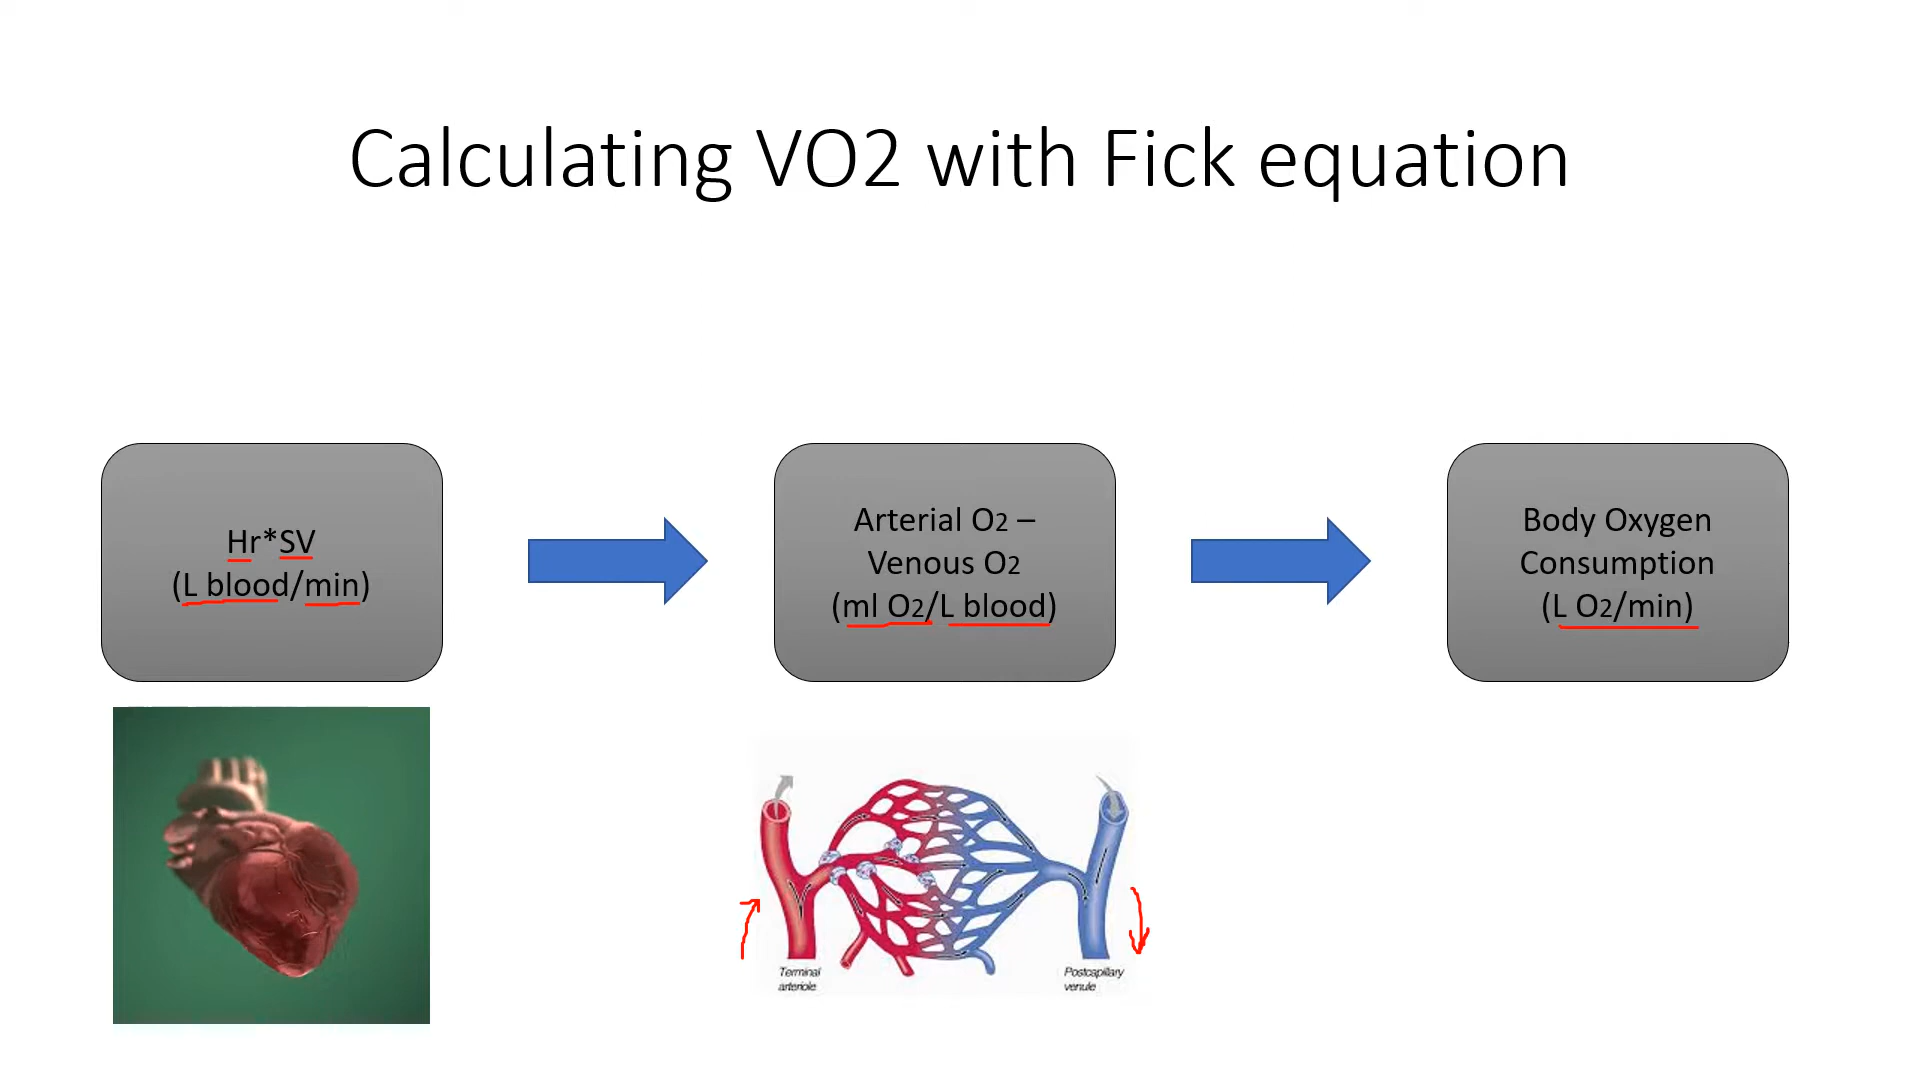 Calculating VO2 with Fick equation
Hr*SV
(L blood/min)
Arterial O2 –
Venous O2
(ml O2/L blood)
Body Oxygen
Consumption
(L O2/min)
Terminal
arteriole
Postcapillary
venule